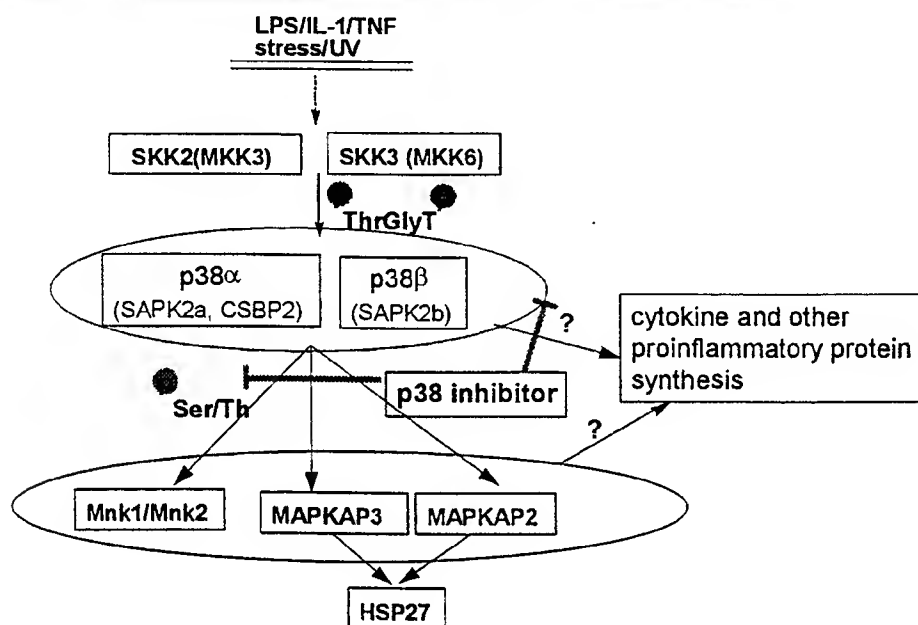 LPS/IL-1/TNF
stress/UV
SKK2(MKK3)
SKK3 (MKK6)
ThrGlyT
p38α
(SAPK2a, CSBP2)
p38β
(SAPK2b)
?
cytokine and other
proinflammatory protein
synthesis
p38 inhibitor
Ser/Th
?
Mnk1/Mnk2
MAPKAP3
MAPKAP2
HSP27